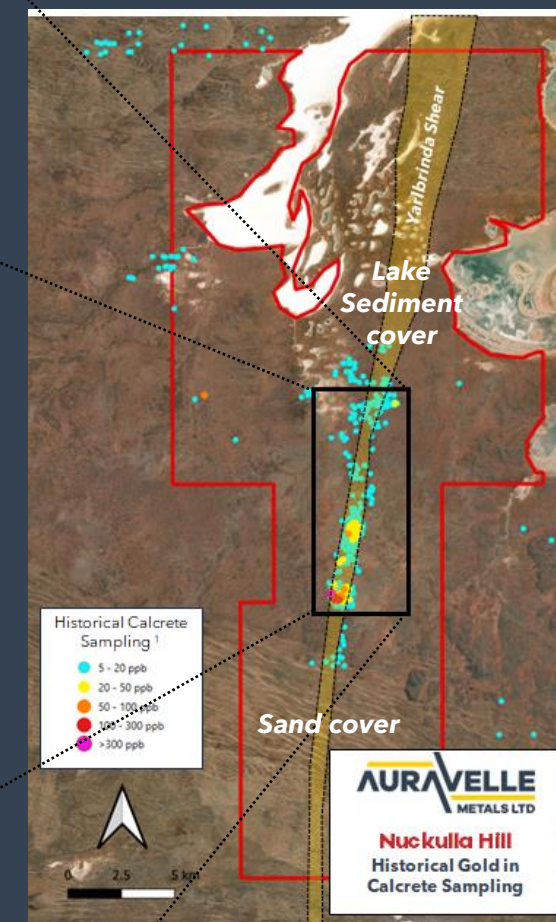 Yarlbrinda Shear
Lake
Sediment
cover
Historical Calcrete
Sampling ¹
5 - 20 ppb
20 - 50 ppb
50 - 100 ppb
100 - 300 ppb
>300 ppb
Sand cover
0 2.5 5 km
AURAVELLE
METALS LTD
Nuckulla Hill
Historical Gold in
Calcrete Sampling